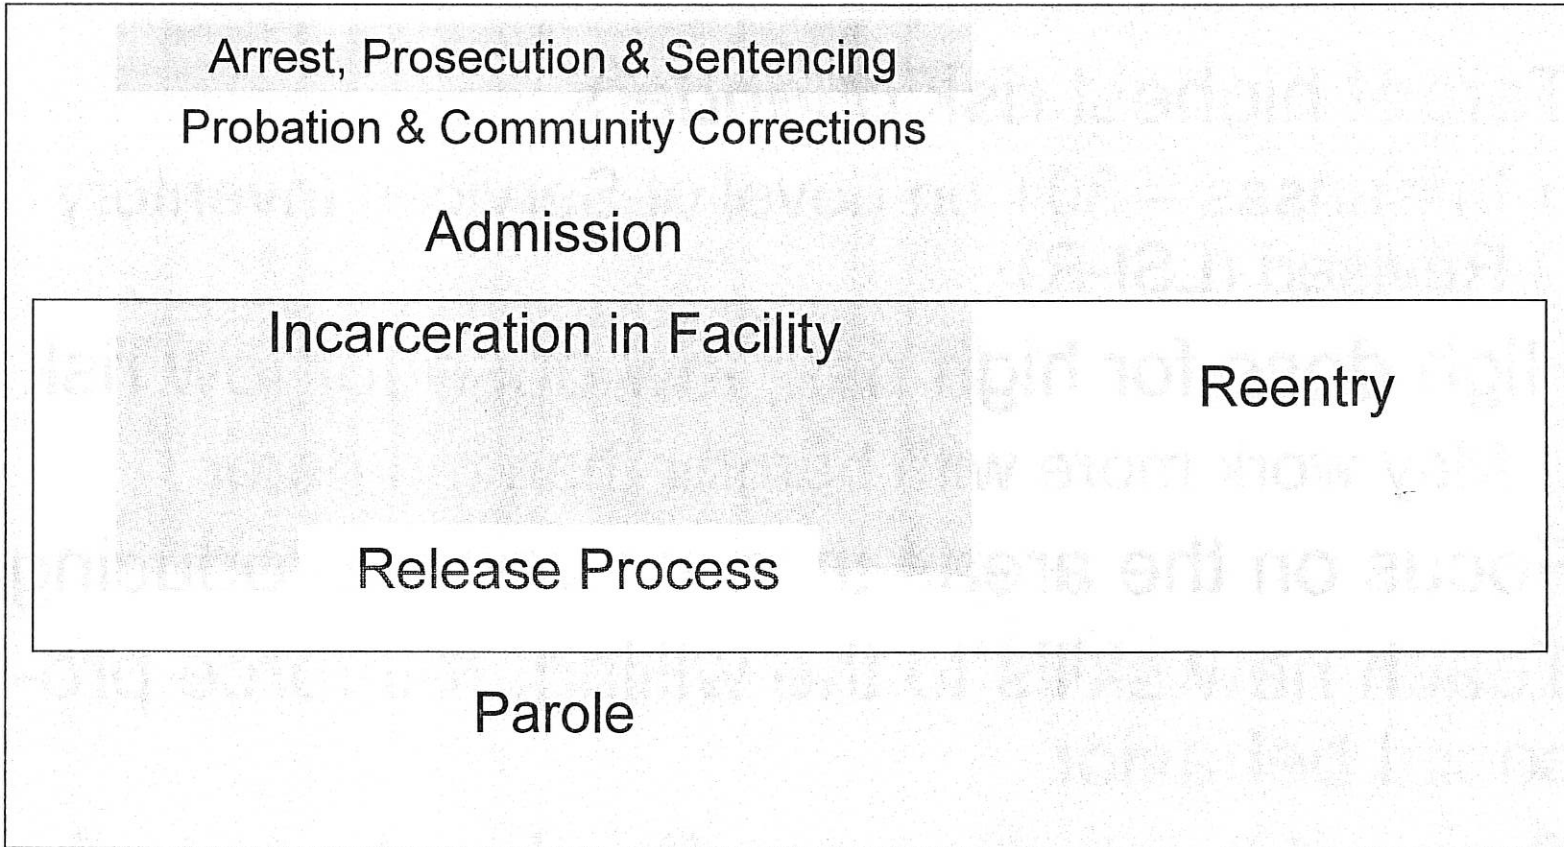 Arrest, Prosecution & Sentencing
Probation & Community Corrections
Admission
Incarceration in Facility
Reentry
Release Process
Parole